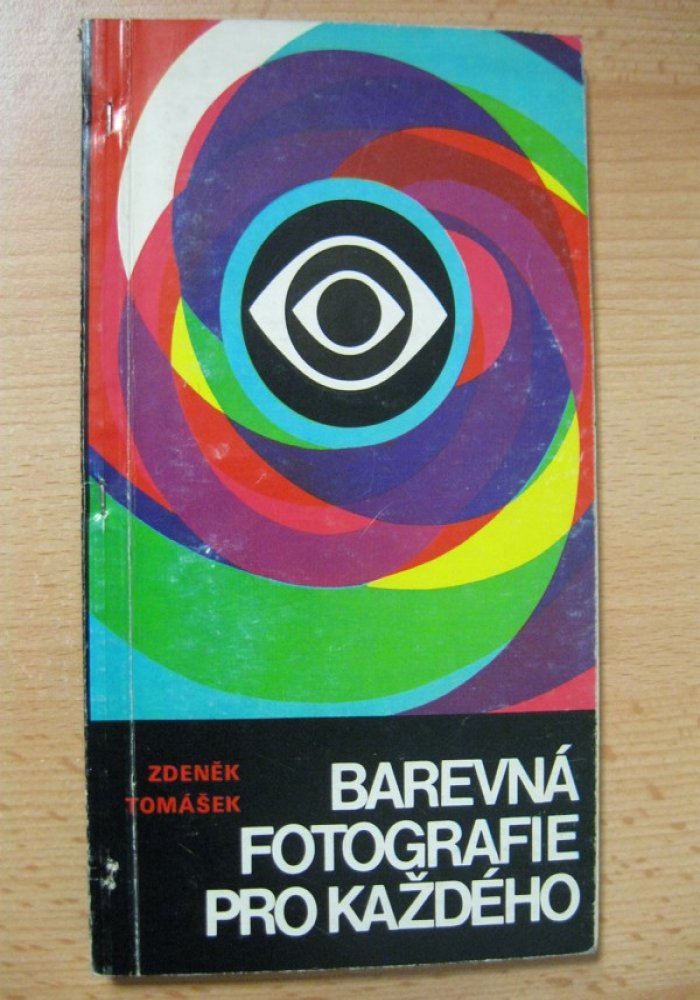 ZDENĚK
TOMÁŠEK
BAREVNÁ
FOTOGRAFIE
PRO KAŽDÉHO